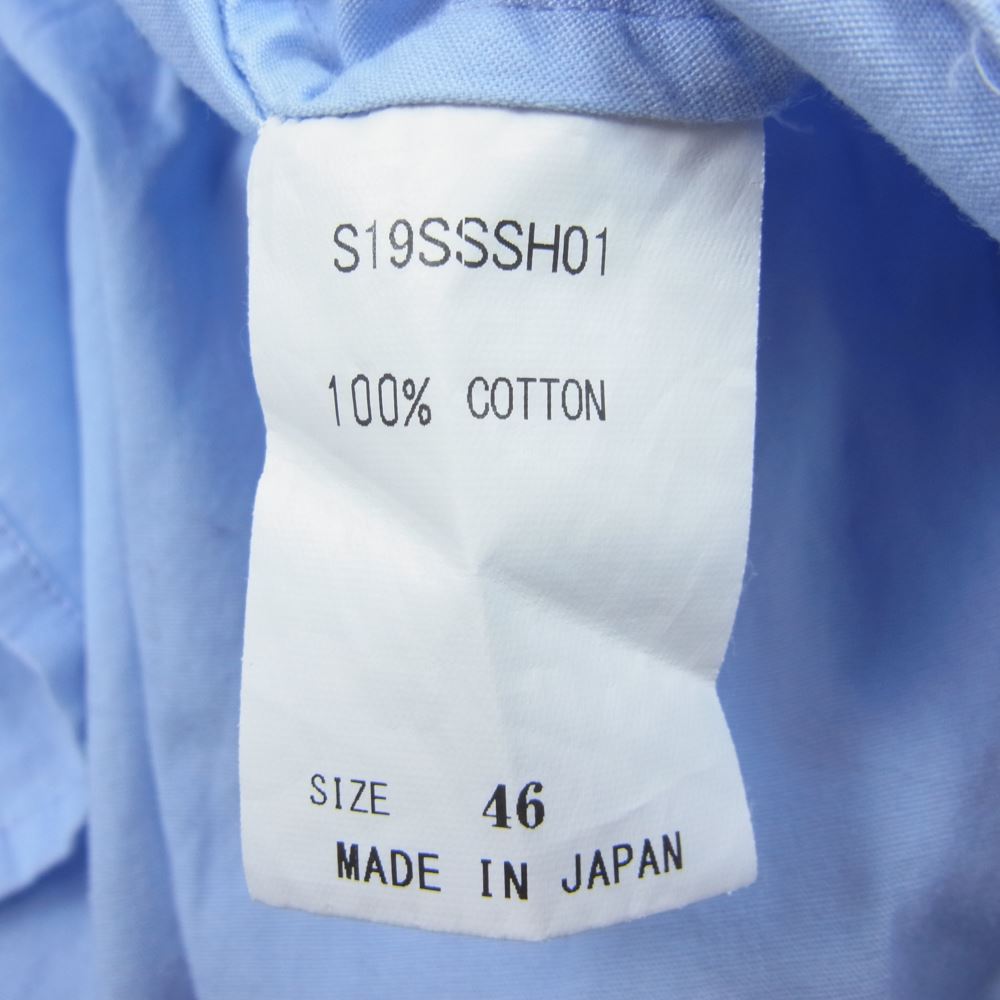 S19SSSH01
100% COTTON
SIZE 46
MADE IN JAPAN